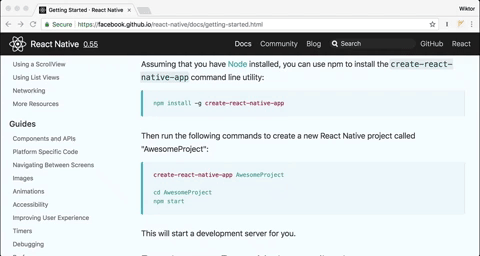 Getting Started · React Native
Wiktor
Secure
https://facebook.github.io/react-native/docs/getting-started.html
React Native 0.55 Docs Community Blog Search GitHub React
Using a ScrollView
Using List Views
Networking
More Resources
Guides
Components and APIs
Platform Specific Code
Navigating Between Screens
Images
Animations
Accessibility
Improving User Experience
Timers
Debugging
Assuming that you have Node installed, you can use npm to install the create-react-
native-app command line utility:
npm install -g create-react-native-app
Then run the following commands to create a new React Native project called
"AwesomeProject":
create-react-native-app AwesomeProject
cd AwesomeProject
npm start
This will start a development server for you.